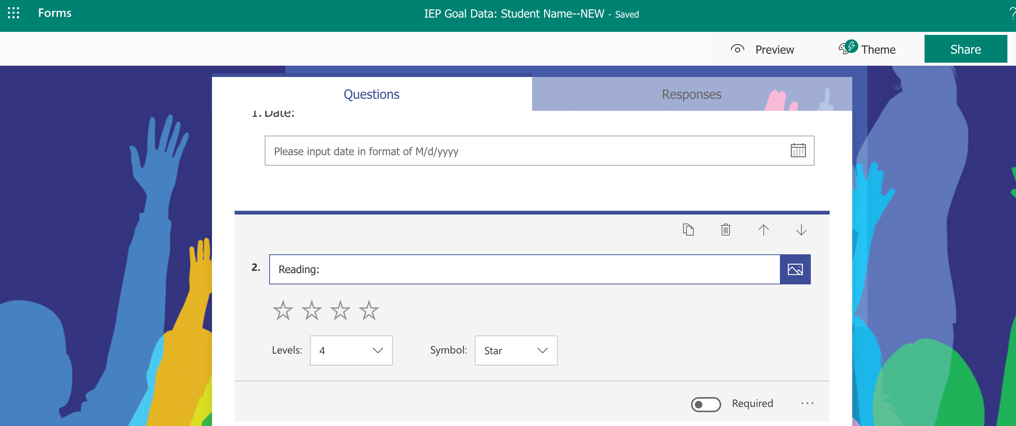 Forms
IEP Goal Data: Student Name--NEW - Saved
?
Preview
Theme
Share
Questions
Responses
1. Date:
Please input date in format of M/d/yyyy
2.
Reading:
Levels:
4
Symbol:
Star
Required
...